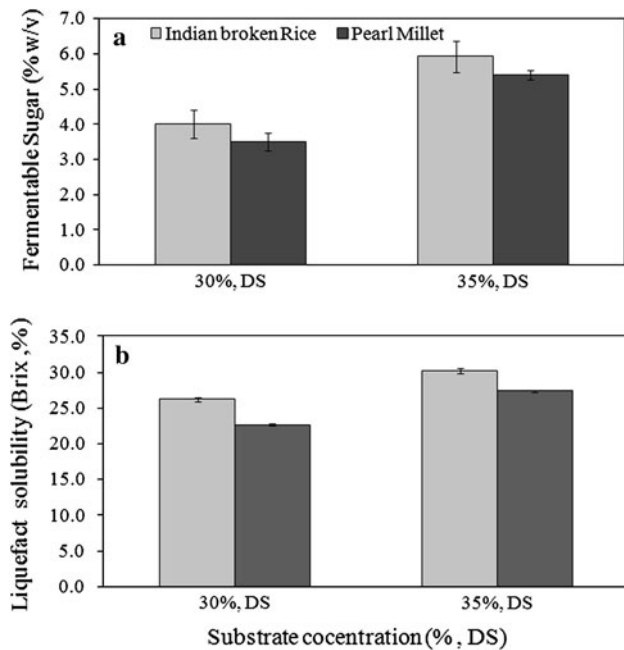 Fermentable Sugar (% w/v)
7.0
6.0
5.0
4.0
3.0
2.0
1.0
0.0
a
Indian broken Rice
Pearl Millet
30%, DS
35%, DS
Liquefact solubility (Brix ,%)
35.0
30.0
25.0
20.0
15.0
10.0
5.0
0.0
b
30%, DS
35%, DS
Substrate cocentration (% , DS)